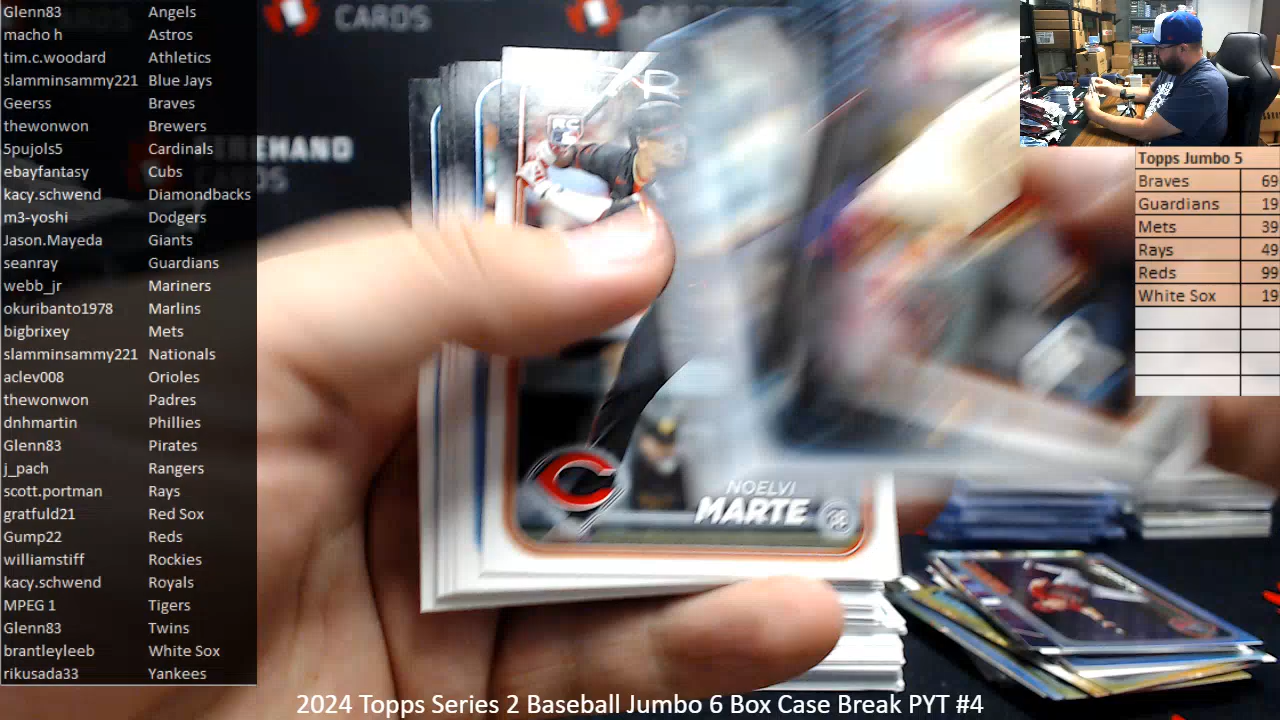 Glenn83 Angels
macho h Astros
tim.c.woodard Athletics
slamminsammy221 Blue Jays
Geerss Braves
thewonwon Brewers
5pujols5 Cardinals
ebayfantasy Cubs
kacy.schwend Diamondbacks
m3-yoshi Dodgers
Jason.Mayeda Giants
seanray Guardians
webb_jr Mariners
okuribanto1978 Marlins
bigbrixey Mets
slamminsammy221 Nationals
aclev008 Orioles
thewonwon Padres
dnhmartin Phillies
Glenn83 Pirates
j_pach Rangers
scott.portman Rays
gratfuld21 Red Sox
Gump22 Reds
williamstiff Rockies
kacy.schwend Royals
MPEG 1 Tigers
Glenn83 Twins
brantleyleeb White Sox
rikusada33 Yankees
CARDS
CARDS
EHAND
CARDS
RC
NOELVI
MARTE
Topps Jumbo 5
Braves 69
Guardians 19
Mets 39
Rays 49
Reds 99
White Sox 19
2024 Topps Series 2 Baseball Jumbo 6 Box Case Break PYT #4